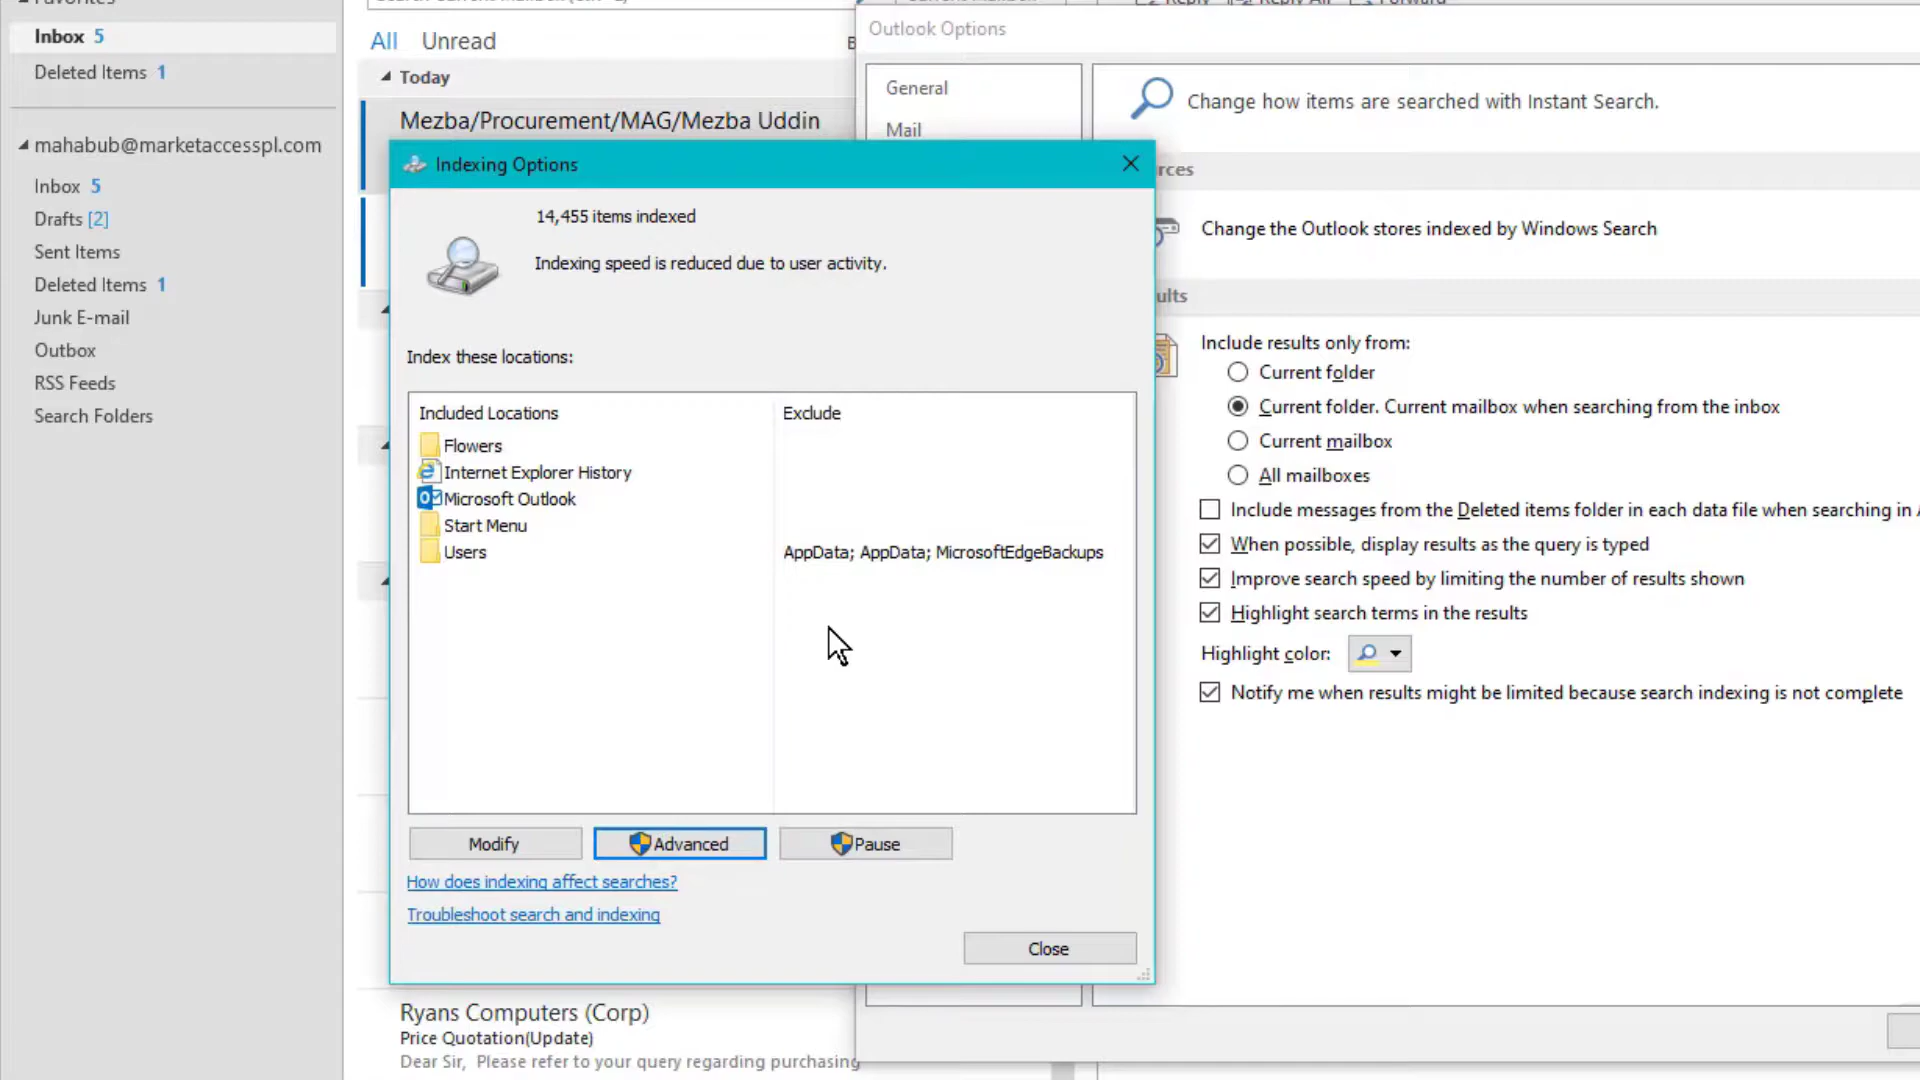 Favorites
Inbox 5
Deleted Items 1
mahabub@marketaccesspl.com
Inbox 5
Drafts [2]
Sent Items
Deleted Items 1
Junk E-mail
Outbox
RSS Feeds
Search Folders
All Unread
Today
Mezba/Procurement/MAG/Mezba Uddin
Ryans Computers (Corp)
Price Quotation(Update)
Dear Sir, Please refer to your query regarding purchasing
Reply Reply All Forward
Outlook Options
General
Mail
Change how items are searched with Instant Search.
Change the Outlook stores indexed by Windows Search
Include results only from:
Current folder
Current folder. Current mailbox when searching from the inbox
Current mailbox
All mailboxes
Include messages from the Deleted items folder in each data file when searching in
When possible, display results as the query is typed
Improve search speed by limiting the number of results shown
Highlight search terms in the results
Highlight color:
Notify me when results might be limited because search indexing is not complete
Indexing Options
14,455 items indexed
Indexing speed is reduced due to user activity.
Index these locations:
Included Locations Exclude
Flowers
Internet Explorer History
Microsoft Outlook
Start Menu
Users AppData; AppData; MicrosoftEdgeBackups
Modify Advanced Pause
How does indexing affect searches?
Troubleshoot search and indexing
Close